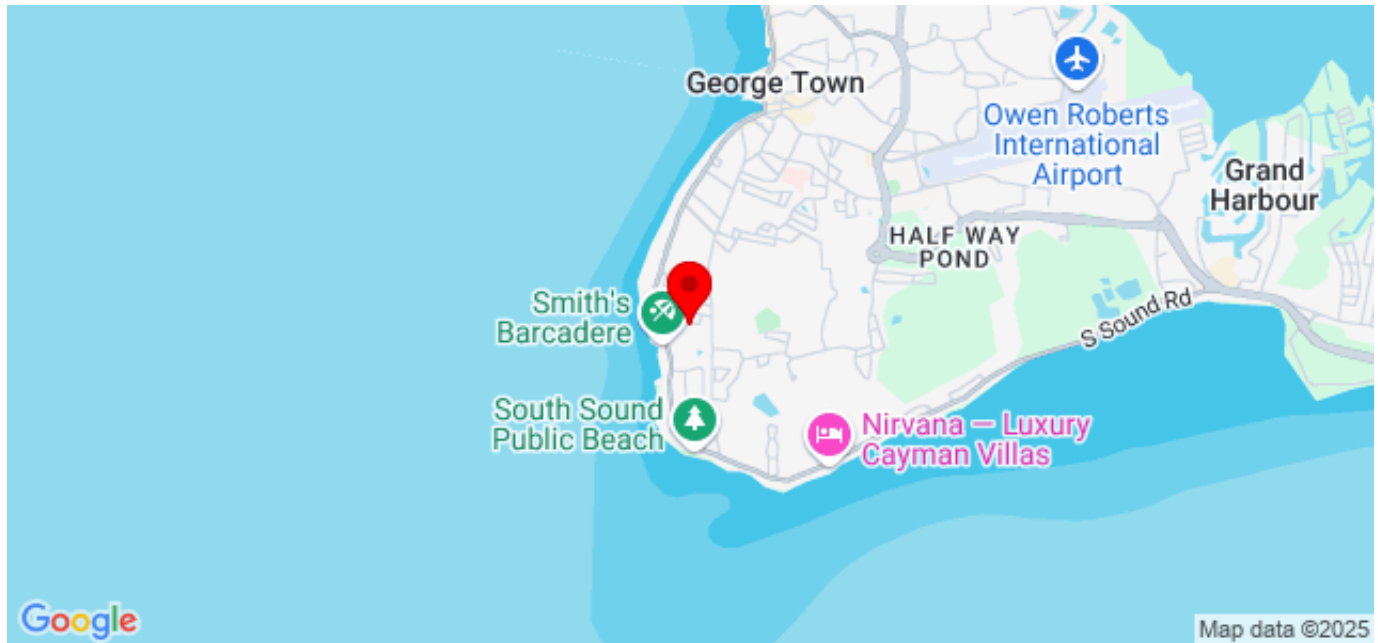 George Town
Owen Roberts
International
Airport
Grand
Harbour
HALF WAY
POND
Smith's
Barcadere
S Sound Rd
South Sound
Public Beach
Nirvana — Luxury
Cayman Villas
Google
Map data ©2025